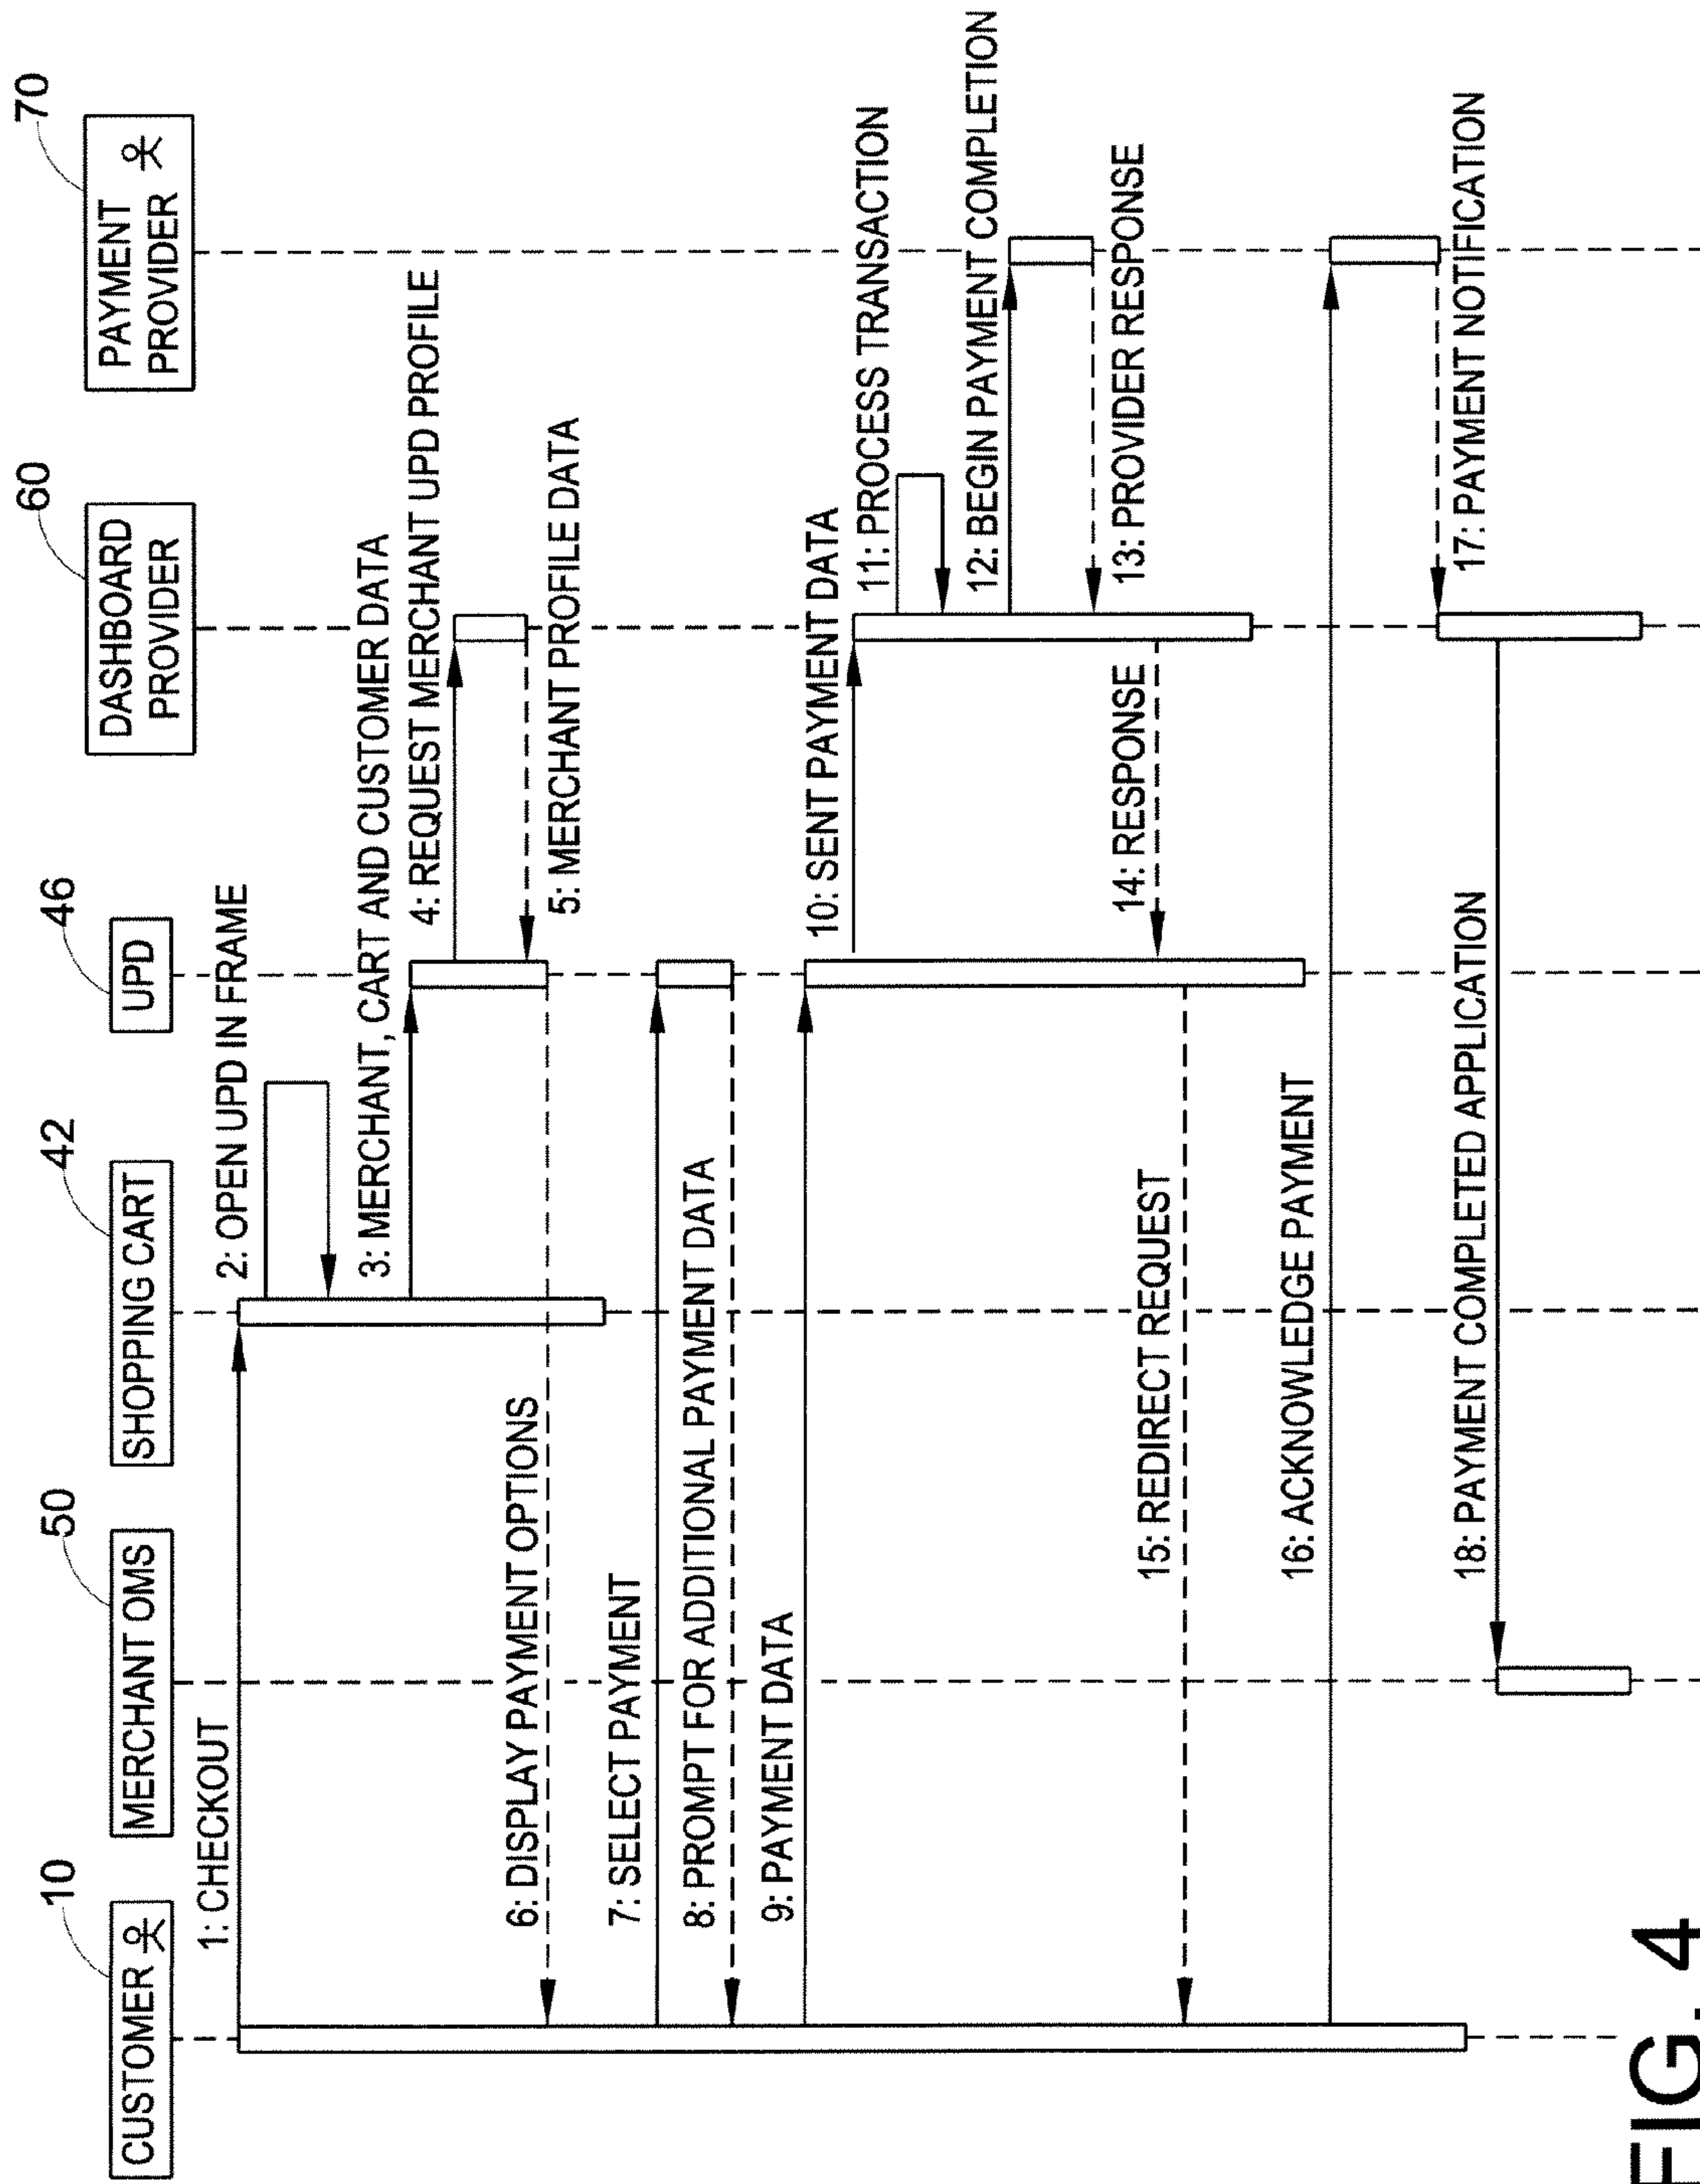 10
50
42
46
60
70
CUSTOMER
MERCHANT OMS
SHOPPING CART
UPD
DASHBOARD
PROVIDER
PAYMENT
PROVIDER
1: CHECKOUT
2: OPEN UPD IN FRAME
3: MERCHANT, CART AND CUSTOMER DATA
4: REQUEST MERCHANT UPD PROFILE
5: MERCHANT PROFILE DATA
6: DISPLAY PAYMENT OPTIONS
7: SELECT PAYMENT
8: PROMPT FOR ADDITIONAL PAYMENT DATA
9: PAYMENT DATA
10: SENT PAYMENT DATA
11: PROCESS TRANSACTION
12: BEGIN PAYMENT COMPLETION
13: PROVIDER RESPONSE
14: RESPONSE
15: REDIRECT REQUEST
16: ACKNOWLEDGE PAYMENT
17: PAYMENT NOTIFICATION
18: PAYMENT COMPLETED APPLICATION
FIG. 4